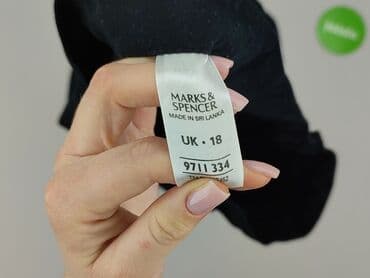 MARKS &
SPENCER
MADE IN SRI LANKA
UK • 18
9711 334